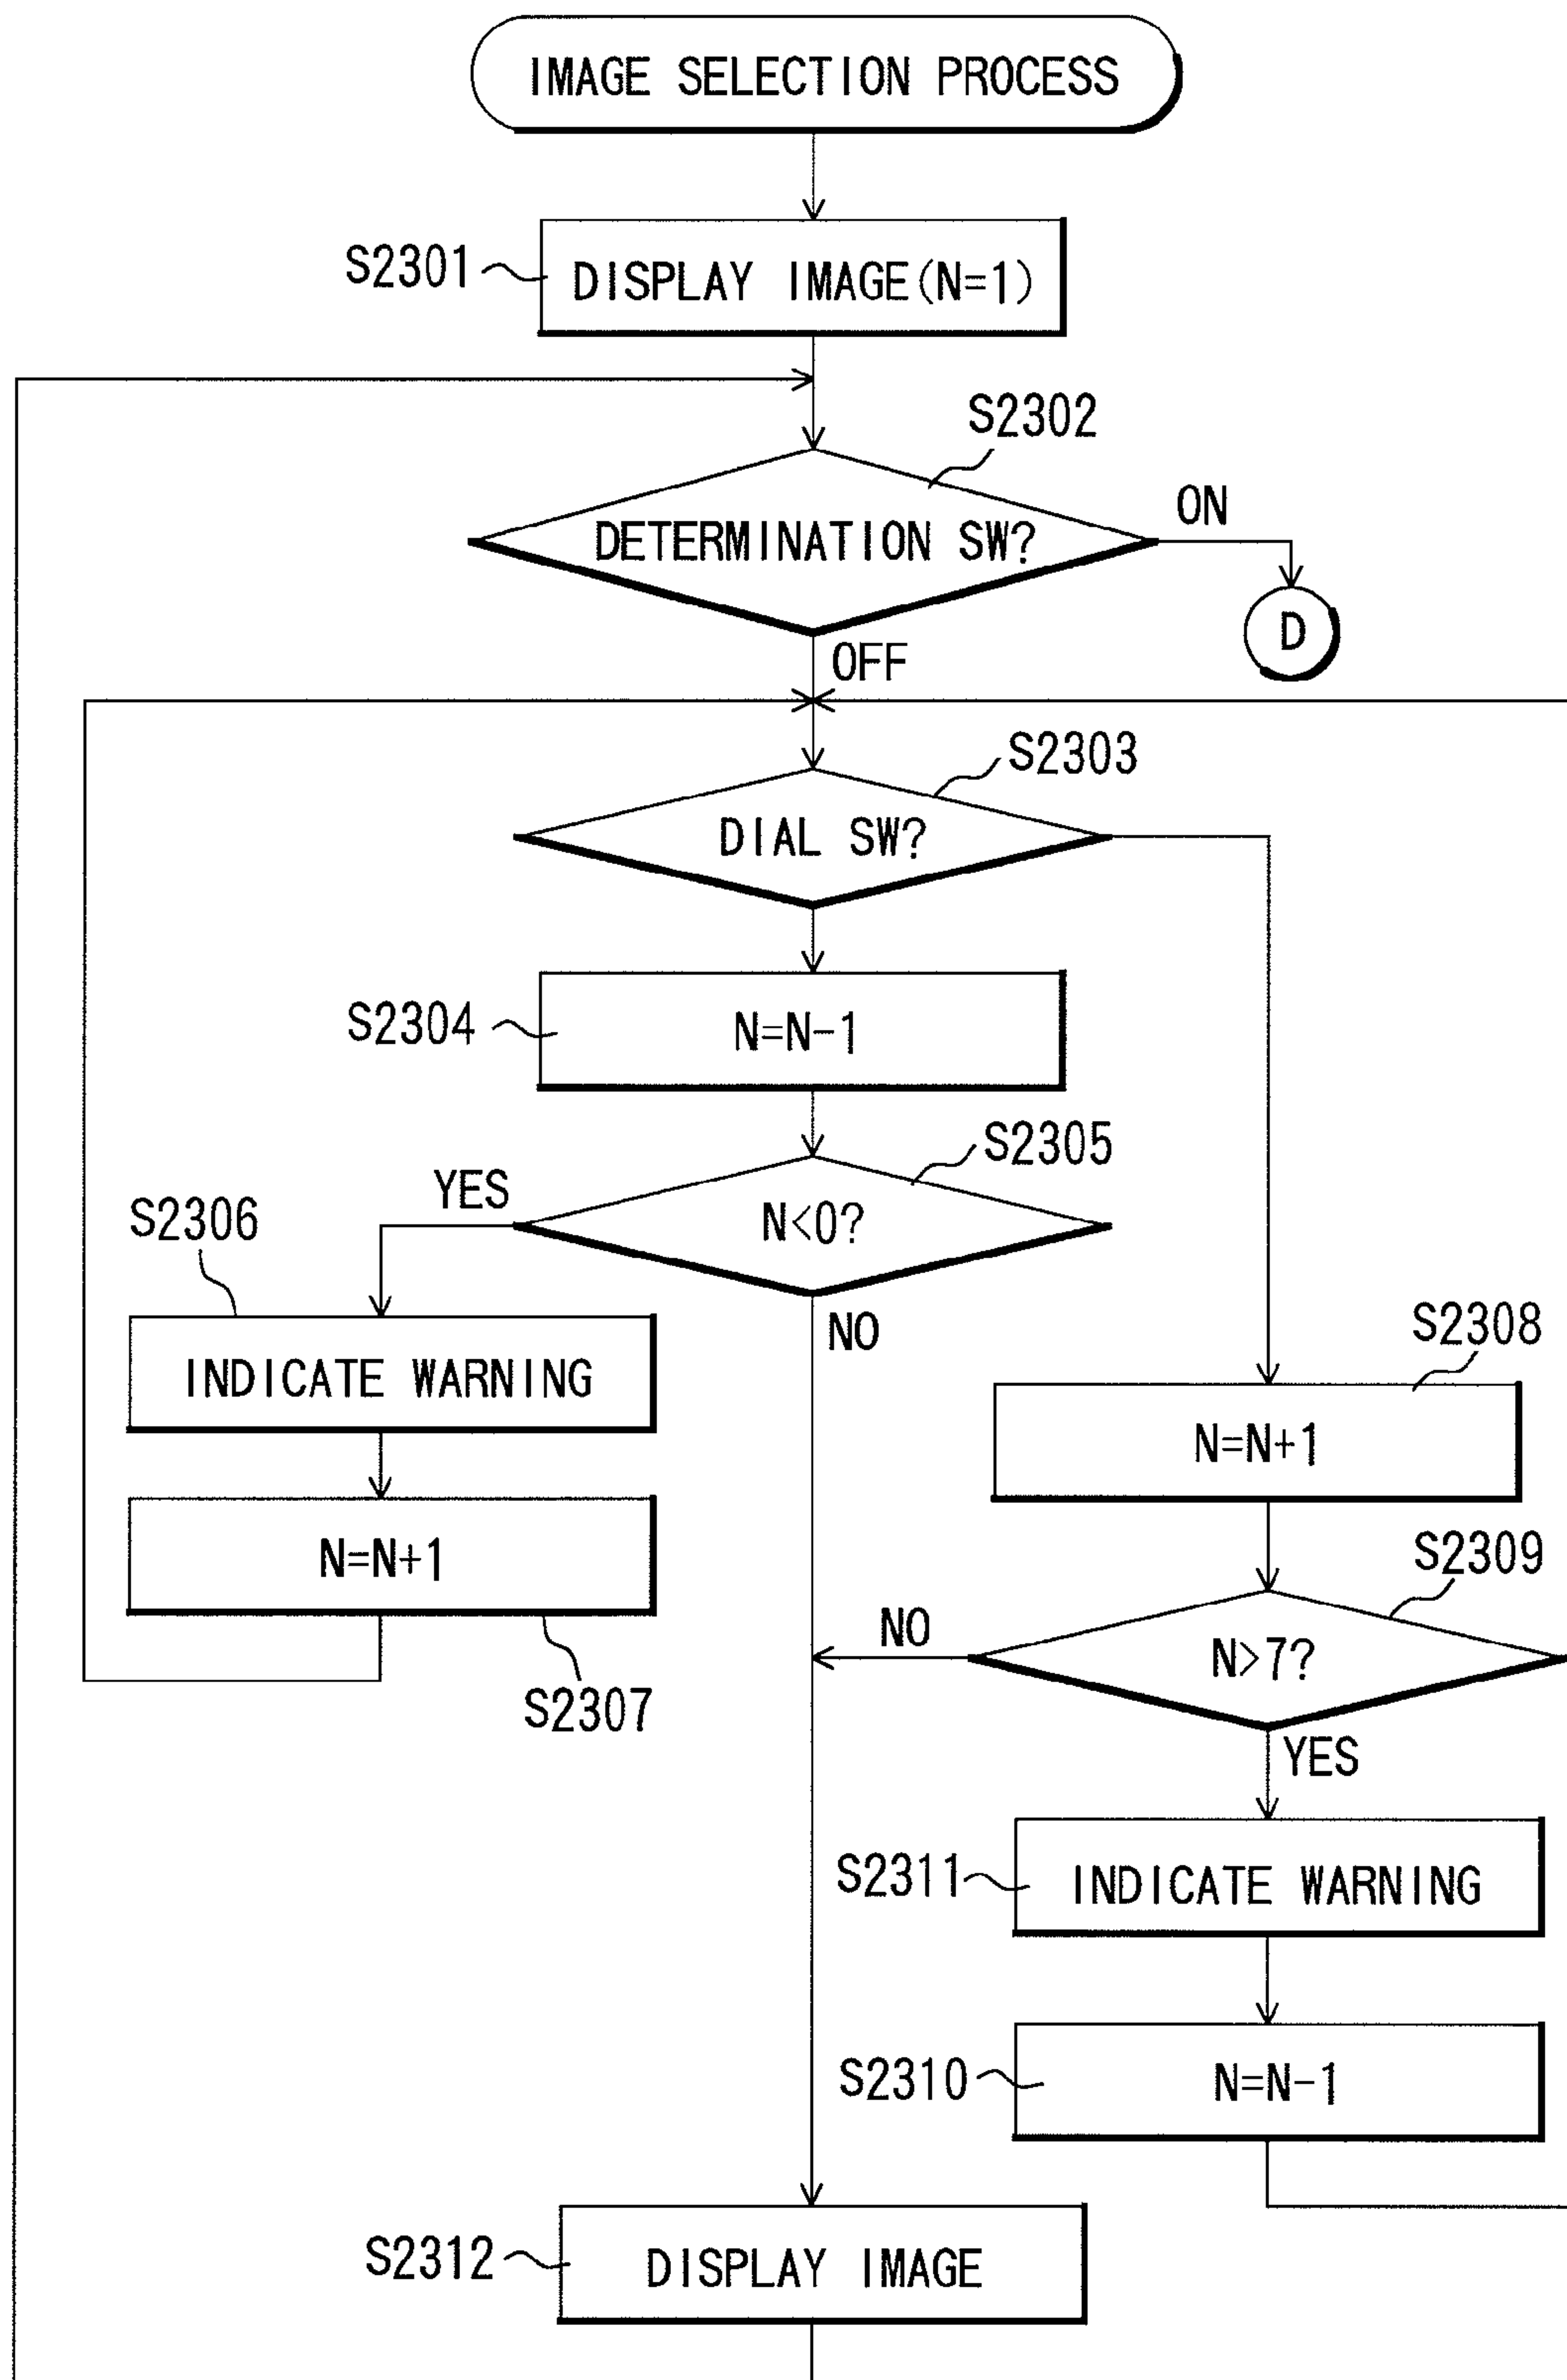 IMAGE SELECTION PROCESS
S2301
DISPLAY IMAGE(N=1)
S2302
DETERMINATION SW?
ON
D
OFF
S2303
DIAL SW?
S2304
N=N-1
S2305
YES
N<0?
S2306
NO
INDICATE WARNING
S2308
N=N+1
N=N+1
S2307
S2309
NO
N>7?
YES
S2311
INDICATE WARNING
S2310
N=N-1
S2312
DISPLAY IMAGE